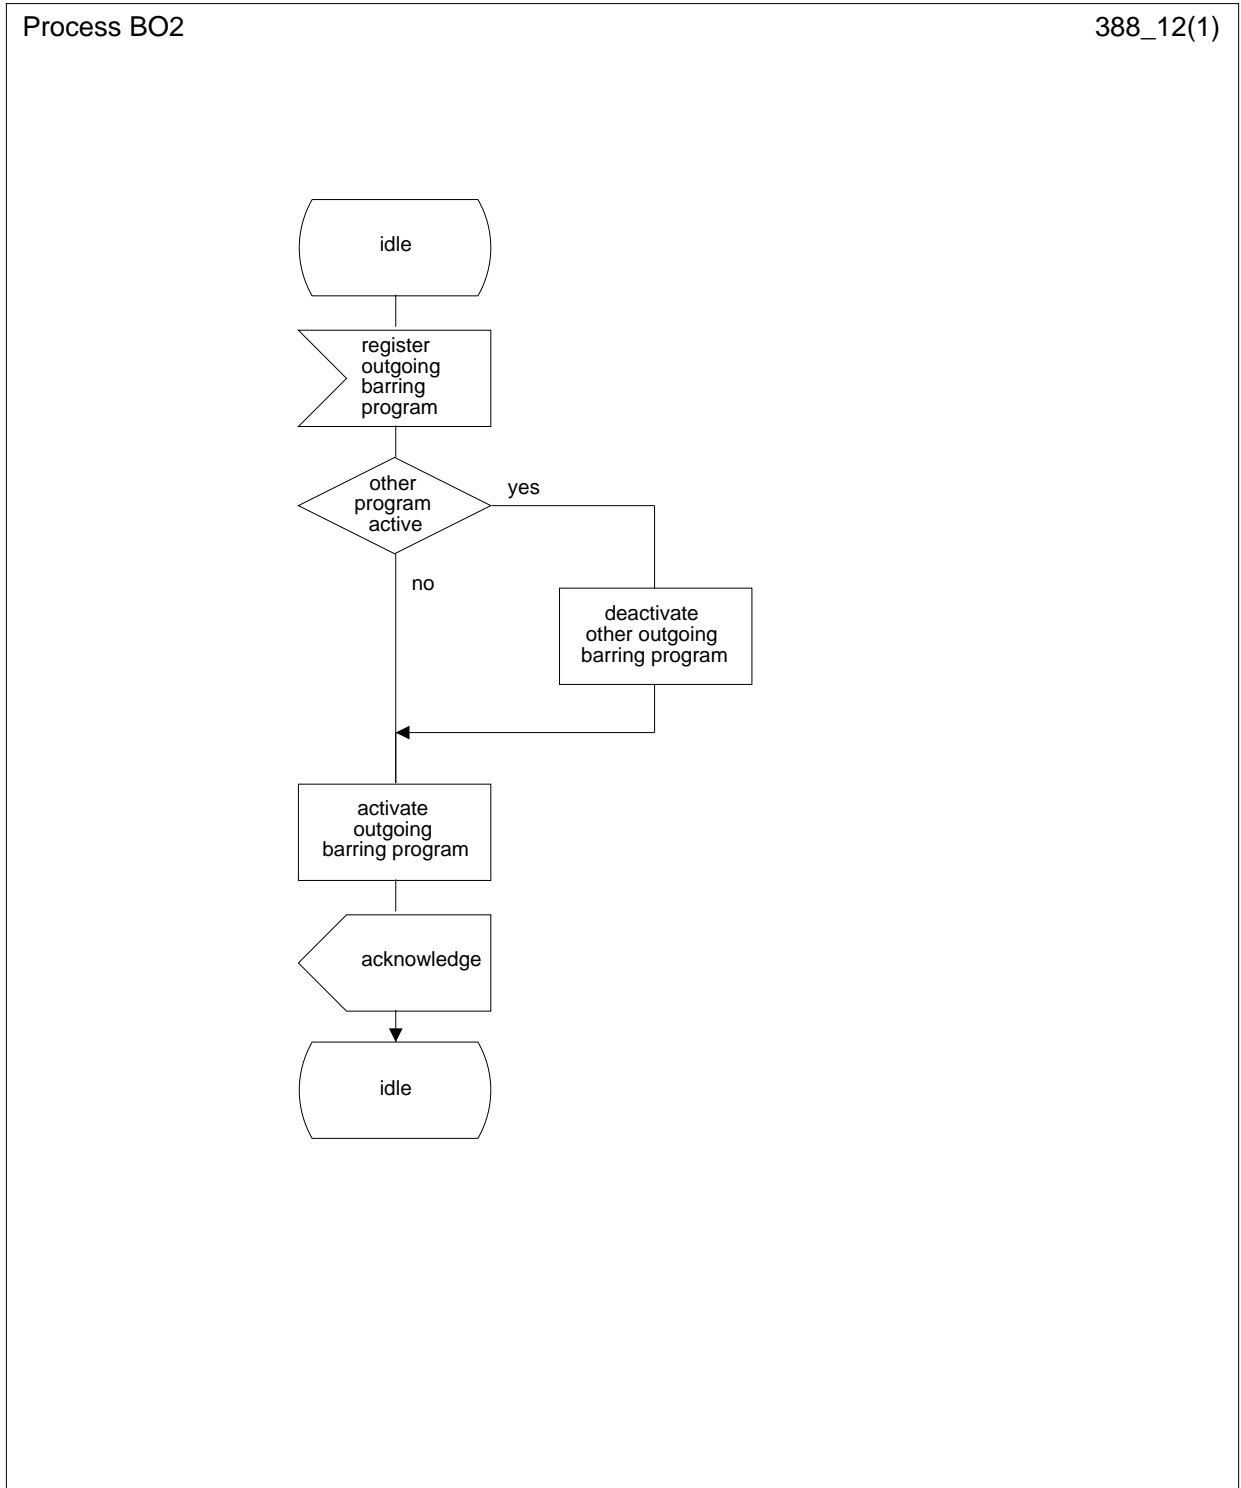 Process BO2
388_12(1)
idle
register
outgoing
barring
program
other
program
active
yes
no
deactivate
other outgoing
barring program
activate
outgoing
barring program
acknowledge
idle